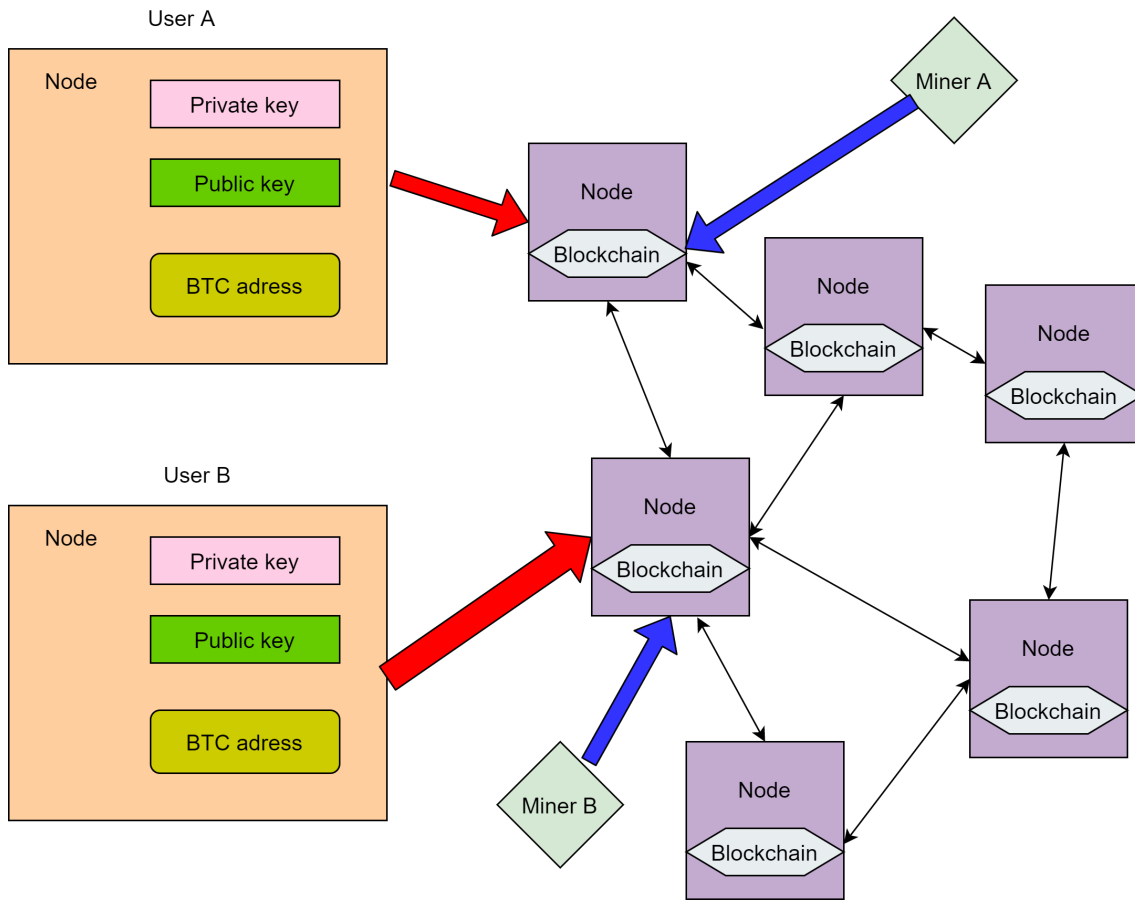 User A
Node
Private key
Public key
BTC adress
Miner A
Node
Blockchain
Node
Blockchain
Node
Blockchain
User B
Node
Private key
Public key
BTC adress
Node
Blockchain
Miner B
Node
Blockchain
Node
Blockchain